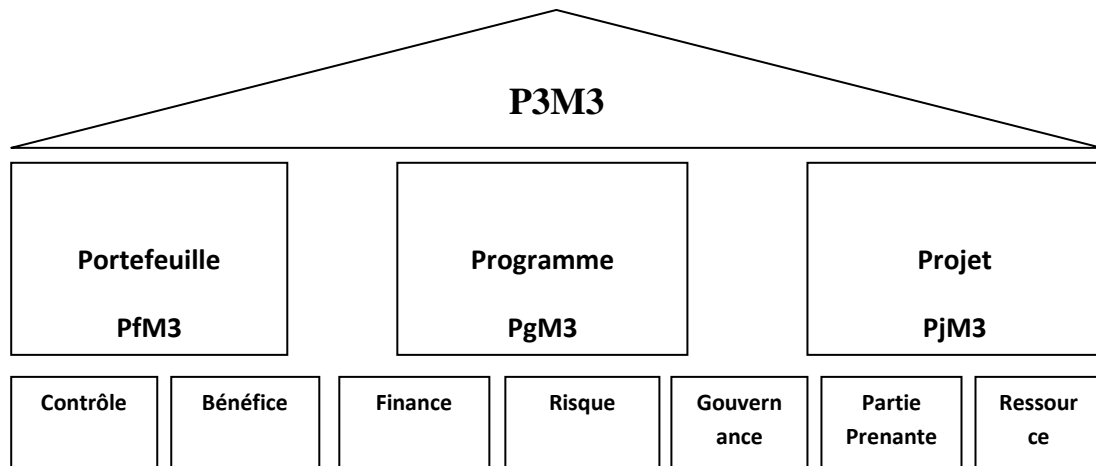 P3M3
Portefeuille
PfM3
Programme
PgM3
Projet
PjM3
Contrôle
Bénéfice
Finance
Risque
Gouvern
ance
Partie
Prenante
Ressour
ce